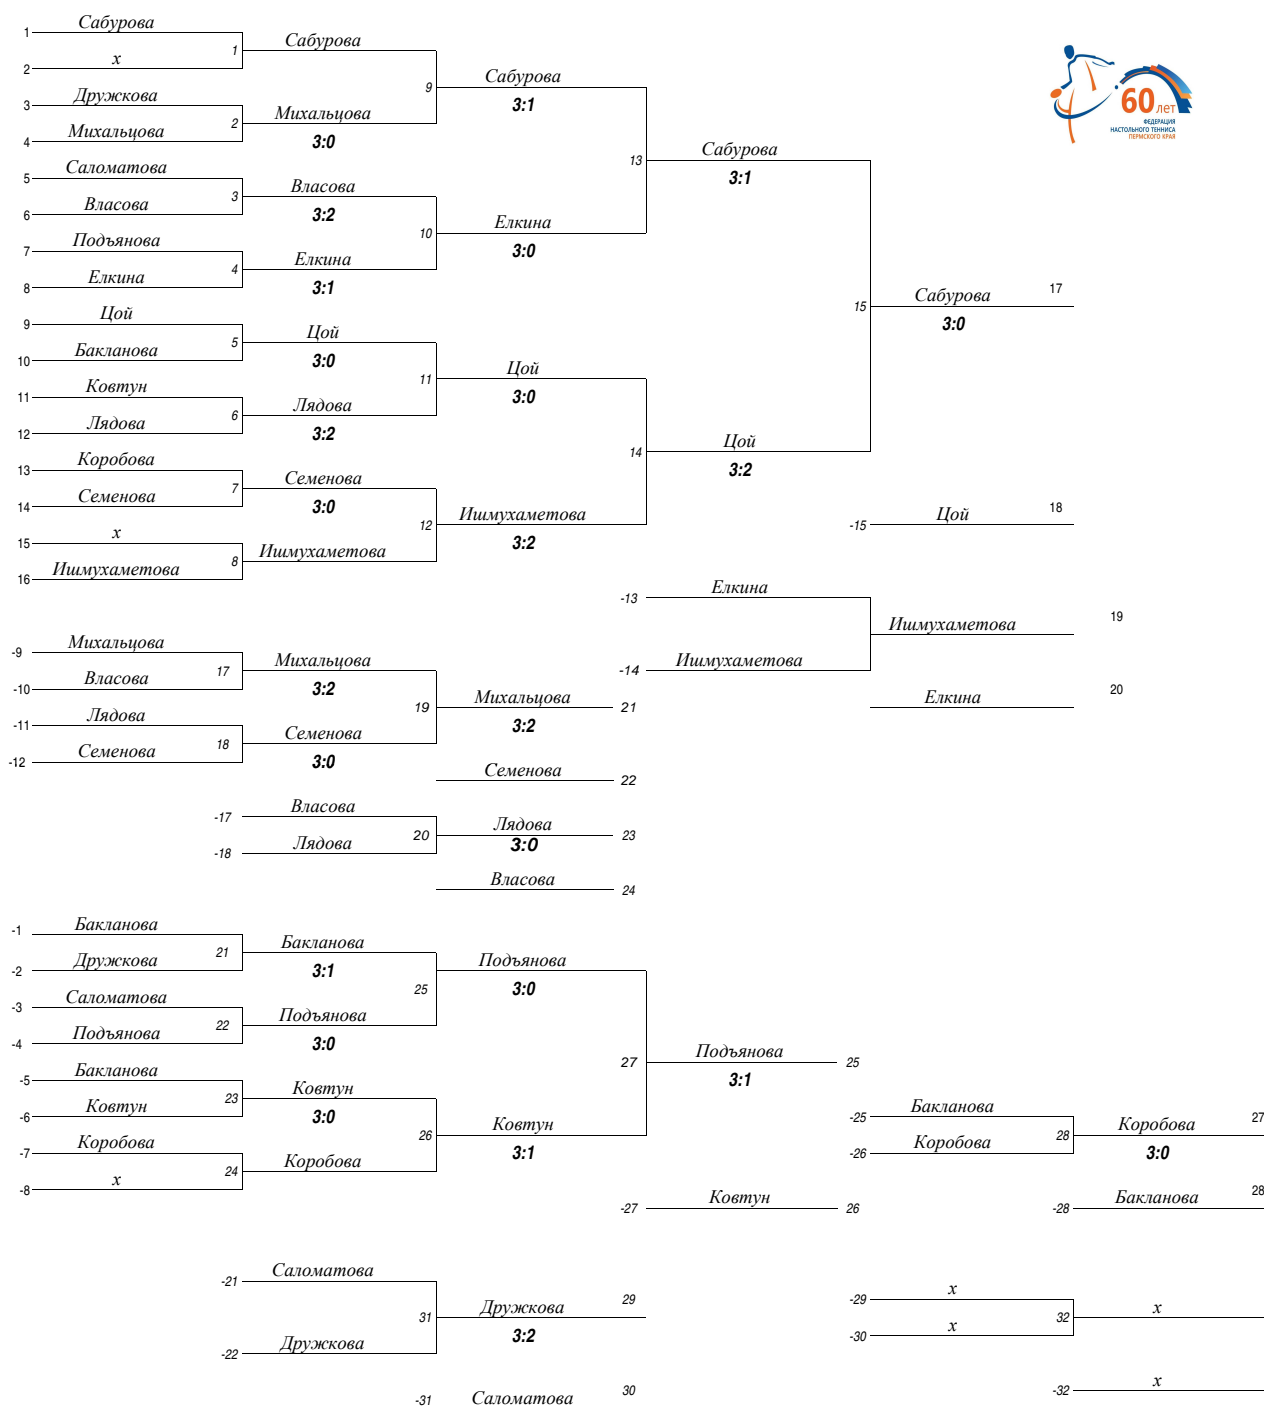 60 лет
ФЕДЕРАЦИЯ
НАСТОЛЬНОГО ТЕННИСА
ПЕРМСКОГО КРАЯ
1 Сабурова
2 х
1 Сабурова
3 Дружкова
4 Михальцова
2 Михальцова
3:0
9 Сабурова
3:1
5 Саломатова
6 Власова
3 Власова
3:2
7 Подъянова
8 Елкина
4 Елкина
3:1
10 Елкина
3:0
13 Сабурова
3:1
9 Цой
10 Бакланова
5 Цой
3:0
11 Ковтун
12 Лядова
6 Лядова
3:2
11 Цой
3:0
13 Коробова
14 Семенова
7 Семенова
3:0
15 х
16 Ишмухаметова
8 Ишмухаметова
12 Ишмухаметова
3:2
14 Цой
3:2
15 Сабурова 17
3:0
-15 Цой 18
-13 Елкина
-14 Ишмухаметова
Ишмухаметова 19
Елкина 20
-9 Михальцова
-10 Власова
17 Михальцова
3:2
-11 Лядова
-12 Семенова
18 Семенова
3:0
19 Михальцова 21
3:2
Семенова 22
-17 Власова
-18 Лядова
20 Лядова 23
3:0
Власова 24
-1 Бакланова
-2 Дружкова
21 Бакланова
3:1
-3 Саломатова
-4 Подъянова
22 Подъянова
3:0
25 Подъянова
3:0
-5 Бакланова
-6 Ковтун
23 Ковтун
3:0
-7 Коробова
-8 х
24 Коробова
26 Ковтун
3:1
27 Подъянова 25
3:1
-27 Ковтун 26
-25 Бакланова
-26 Коробова
28 Коробова 27
3:0
-28 Бакланова 28
-21 Саломатова
-22 Дружкова
31 Дружкова 29
3:2
-31 Саломатова 30
-29 х
-30 х
32 х
-32 х